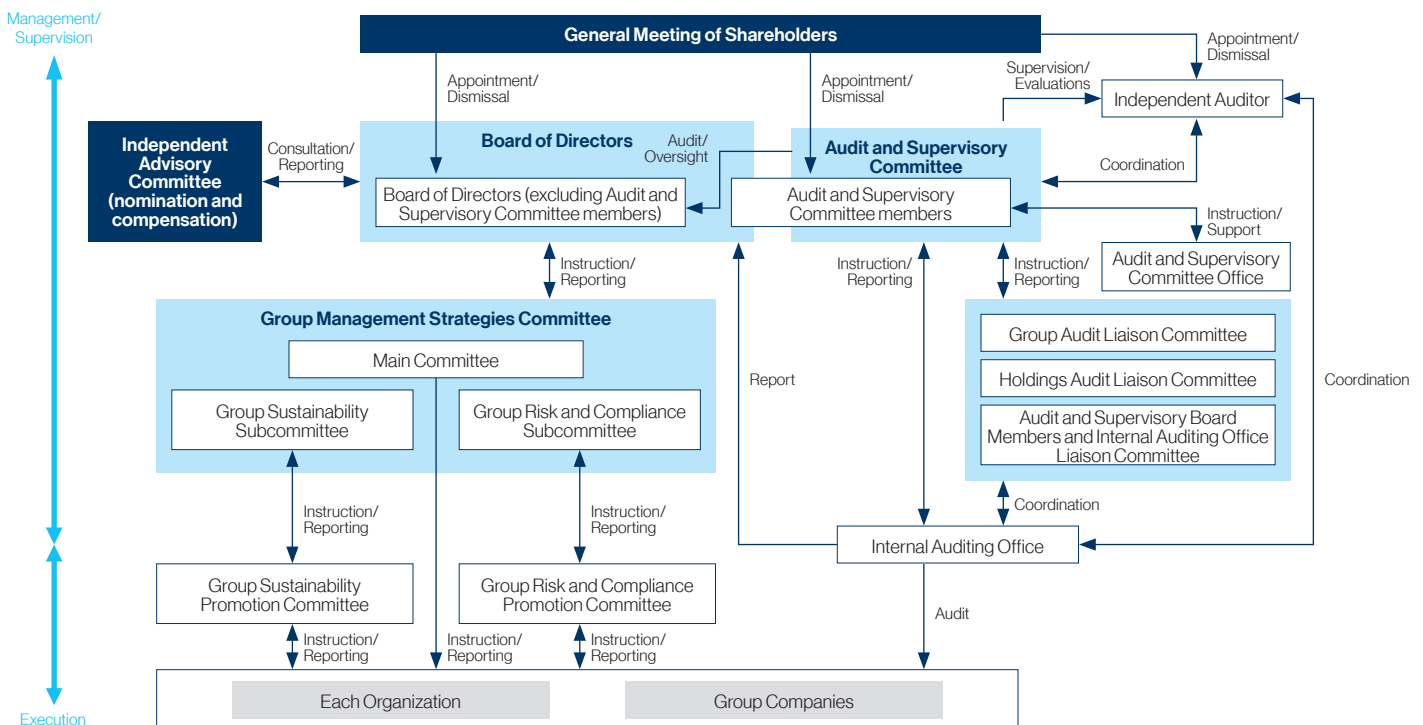 Management/
Supervision
General Meeting of Shareholders
Appointment/
Dismissal
Appointment/
Dismissal
Appointment/
Dismissal
Supervision/
Evaluations
Independent Auditor
Independent
Advisory
Committee
(nomination and
compensation)
Consultation/
Reporting
Board of Directors
Audit/
Oversight
Audit and Supervisory
Committee
Coordination
Board of Directors (excluding Audit and
Supervisory Committee members)
Audit and Supervisory
Committee members
Instruction/
Support
Audit and Supervisory
Committee Office
Instruction/
Reporting
Instruction/
Reporting
Instruction/
Reporting
Group Management Strategies Committee
Main Committee
Group Sustainability
Subcommittee
Group Risk and Compliance
Subcommittee
Report
Group Audit Liaison Committee
Holdings Audit Liaison Committee
Audit and Supervisory Board
Members and Internal Auditing Office
Liaison Committee
Coordination
Instruction/
Reporting
Instruction/
Reporting
Coordination
Internal Auditing Office
Group Sustainability
Promotion Committee
Group Risk and Compliance
Promotion Committee
Audit
Instruction/
Reporting
Instruction/
Reporting
Instruction/
Reporting
Each Organization
Group Companies
Execution